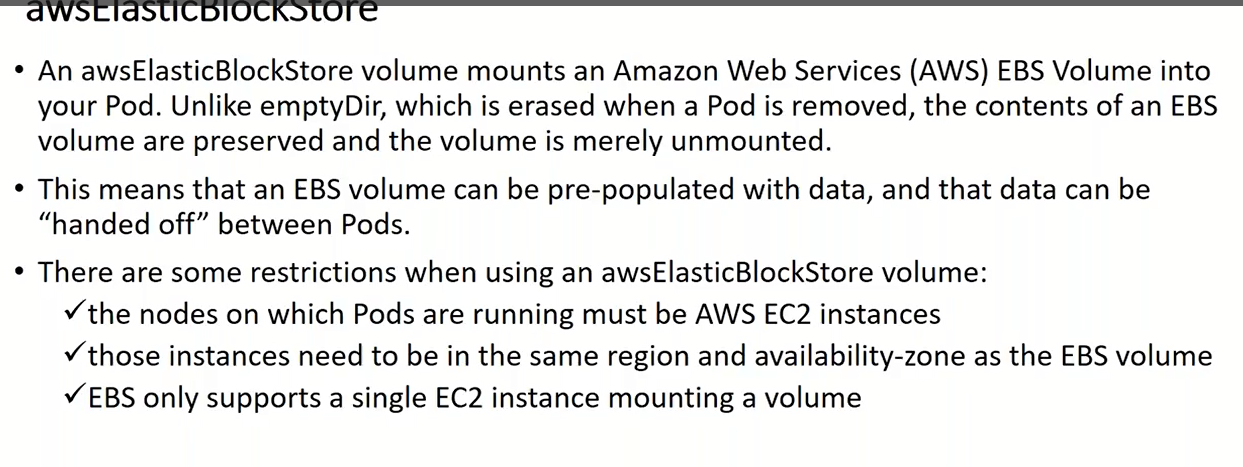 awsElasticBlockStore
• An awsElasticBlockStore volume mounts an Amazon Web Services (AWS) EBS Volume into
your Pod. Unlike emptyDir, which is erased when a Pod is removed, the contents of an EBS
volume are preserved and the volume is merely unmounted.
• This means that an EBS volume can be pre-populated with data, and that data can be
“handed off” between Pods.
• There are some restrictions when using an awsElasticBlockStore volume:
✓the nodes on which Pods are running must be AWS EC2 instances
✓those instances need to be in the same region and availability-zone as the EBS volume
✓EBS only supports a single EC2 instance mounting a volume